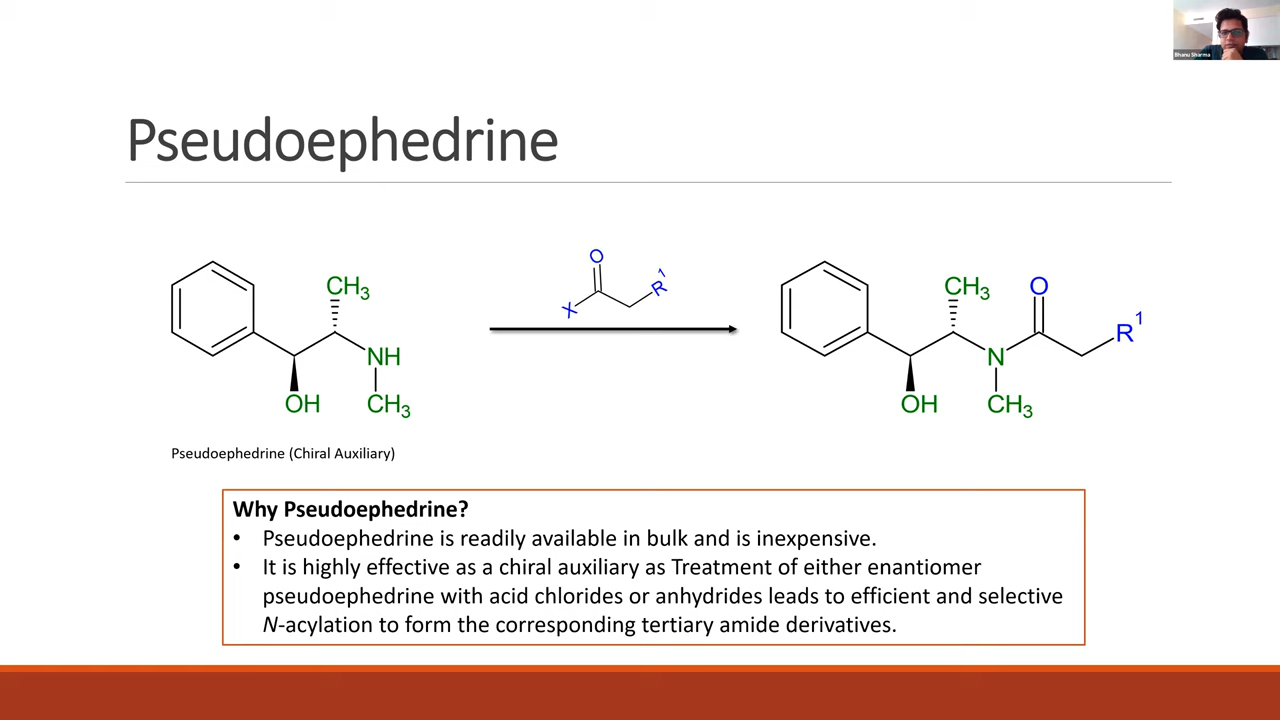 Bhanu Sharma
Pseudoephedrine
O
X
R1
CH3
NH
OH
CH3
CH3
O
R1
N
OH
CH3
Pseudoephedrine (Chiral Auxiliary)
Why Pseudoephedrine?
• Pseudoephedrine is readily available in bulk and is inexpensive.
• It is highly effective as a chiral auxiliary as Treatment of either enantiomer
pseudoephedrine with acid chlorides or anhydrides leads to efficient and selective
N-acylation to form the corresponding tertiary amide derivatives.